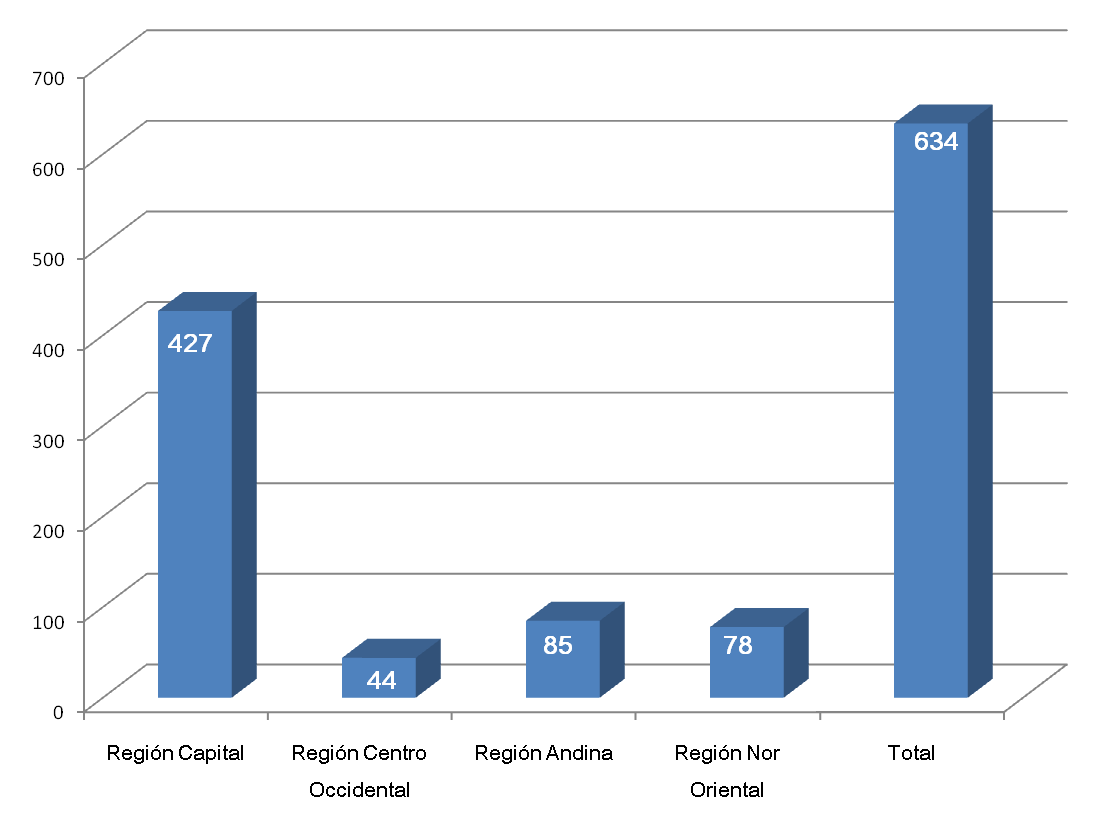 700
600
500
400
300
200
100
0
427
44
85
78
634
Región Capital
Región Centro
Occidental
Región Andina
Región Nor
Oriental
Total